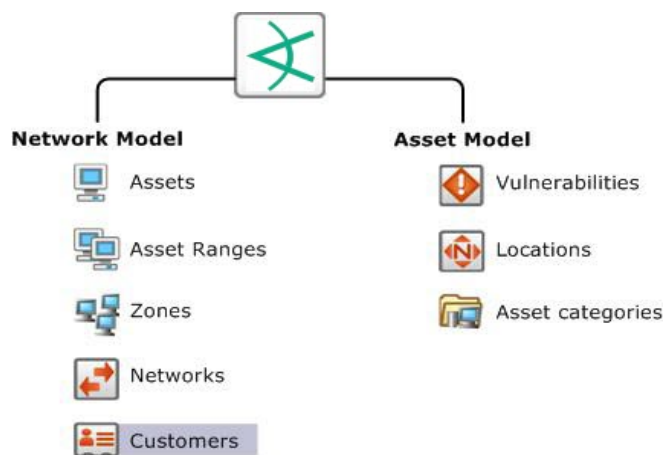 Network Model
Assets
Asset Ranges
Zones
Networks
Customers
Asset Model
Vulnerabilities
N
Locations
Asset categories